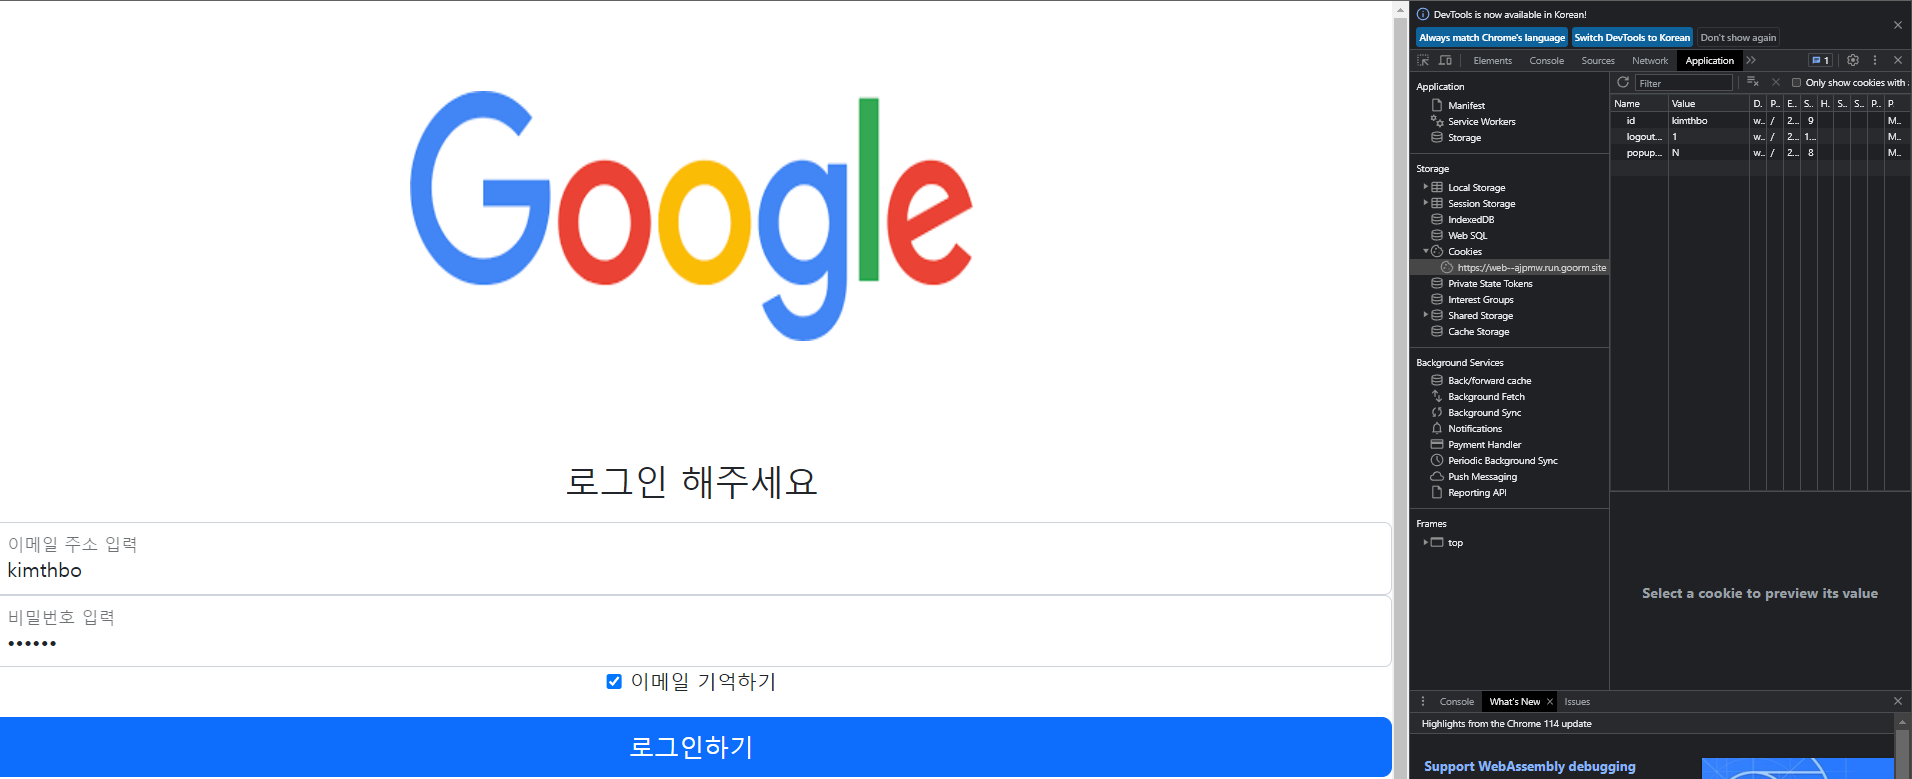 Google
로그인 해주세요
이메일 주소 입력
kimthbo
비밀번호 입력
••••••
이메일 기억하기
로그인하기
DevTools is now available in Korean!
Always match Chrome's language
Switch DevTools to Korean
Don't show again
Elements Console Sources Network Application 1
Application
Manifest
Service Workers
Storage
Storage
Local Storage
Session Storage
IndexedDB
Web SQL
Cookies
https://web--ajpmw.run.goorm.site
Private State Tokens
Interest Groups
Shared Storage
Cache Storage
Background Services
Back/forward cache
Background Fetch
Background Sync
Notifications
Payment Handler
Periodic Background Sync
Push Messaging
Reporting API
Frames
top
Filter
Only show cookies with
Name Value D. P.. E.. S.. H. S.. S.. P.. P
id kimthbo w.. / 2... 9 M..
logout... 1 w.. / 2... 1... M..
popup... N w.. / 2... 8 M..
Select a cookie to preview its value
Console What's New Issues
Highlights from the Chrome 114 update
Support WebAssembly debugging